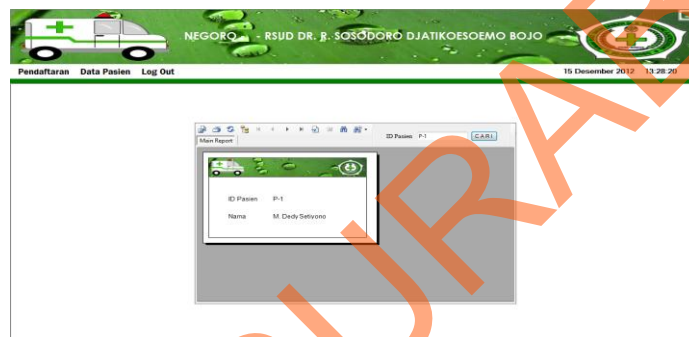 NEGORO - - RSUD DR. R. SOSODORO DJATIKOESOEMO BOJO
Pendaftaran Data Pasien Log Out 15 Desember 2012 13:28:20
ID Pasien P-1 CARI
Main Report
ID Pasien P-1
Nama M. Dedy Setiyono
SURAB